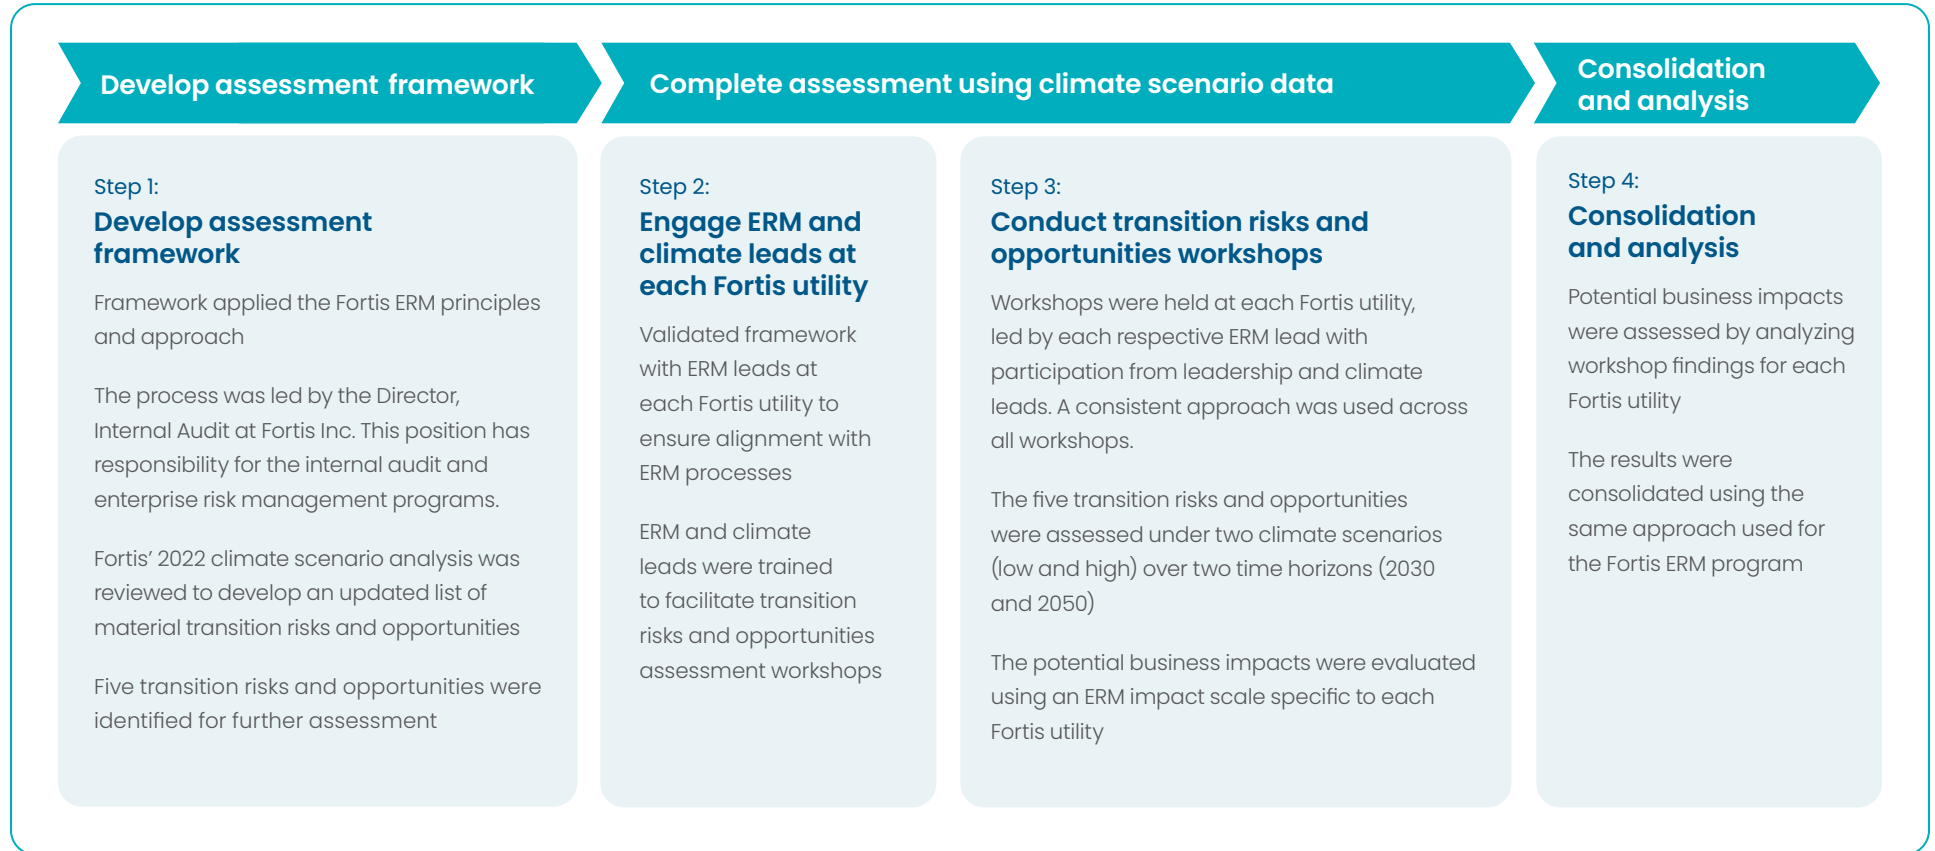 Develop assessment framework
Complete assessment using climate scenario data
Consolidation
and analysis
Step 1:
Develop assessment
framework
Framework applied the Fortis ERM principles
and approach
The process was led by the Director,
Internal Audit at Fortis Inc. This position has
responsibility for the internal audit and
enterprise risk management programs.
Fortis’ 2022 climate scenario analysis was
reviewed to develop an updated list of
material transition risks and opportunities
Five transition risks and opportunities were
identified for further assessment
Step 2:
Engage ERM and
climate leads at
each Fortis utility
Validated framework
with ERM leads at
each Fortis utility to
ensure alignment with
ERM processes
ERM and climate
leads were trained
to facilitate transition
risks and opportunities
assessment workshops
Step 3:
Conduct transition risks and
opportunities workshops
Workshops were held at each Fortis utility,
led by each respective ERM lead with
participation from leadership and climate
leads. A consistent approach was used across
all workshops.
The five transition risks and opportunities
were assessed under two climate scenarios
(low and high) over two time horizons (2030
and 2050)
The potential business impacts were evaluated
using an ERM impact scale specific to each
Fortis utility
Step 4:
Consolidation
and analysis
Potential business impacts
were assessed by analyzing
workshop findings for each
Fortis utility
The results were
consolidated using the
same approach used for
the Fortis ERM program